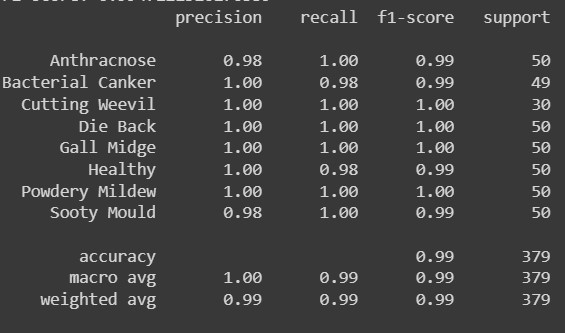 precision recall f1-score support
Anthracnose 0.98 1.00 0.99 50
Bacterial Canker 1.00 0.98 0.99 49
Cutting Weevil 1.00 1.00 1.00 30
Die Back 1.00 1.00 1.00 50
Gall Midge 1.00 1.00 1.00 50
Healthy 1.00 0.98 0.99 50
Powdery Mildew 1.00 1.00 1.00 50
Sooty Mould 0.98 1.00 0.99 50
accuracy 0.99 379
macro avg 1.00 0.99 0.99 379
weighted avg 0.99 0.99 0.99 379